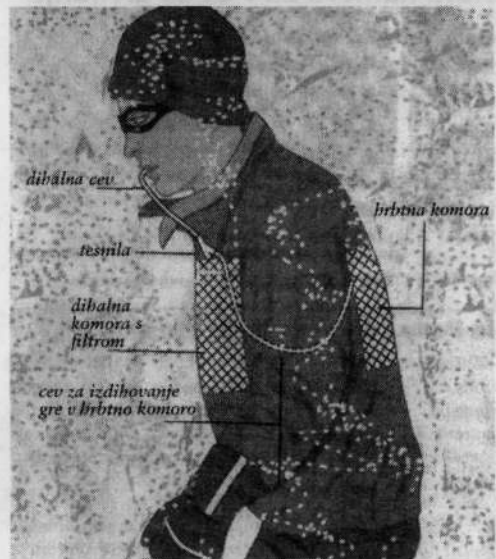 dihalna cev
hrbtna komora
tesnila
dihalna
komora s
filtrom
cev za izdihovanje
gre v hrbtno komoro